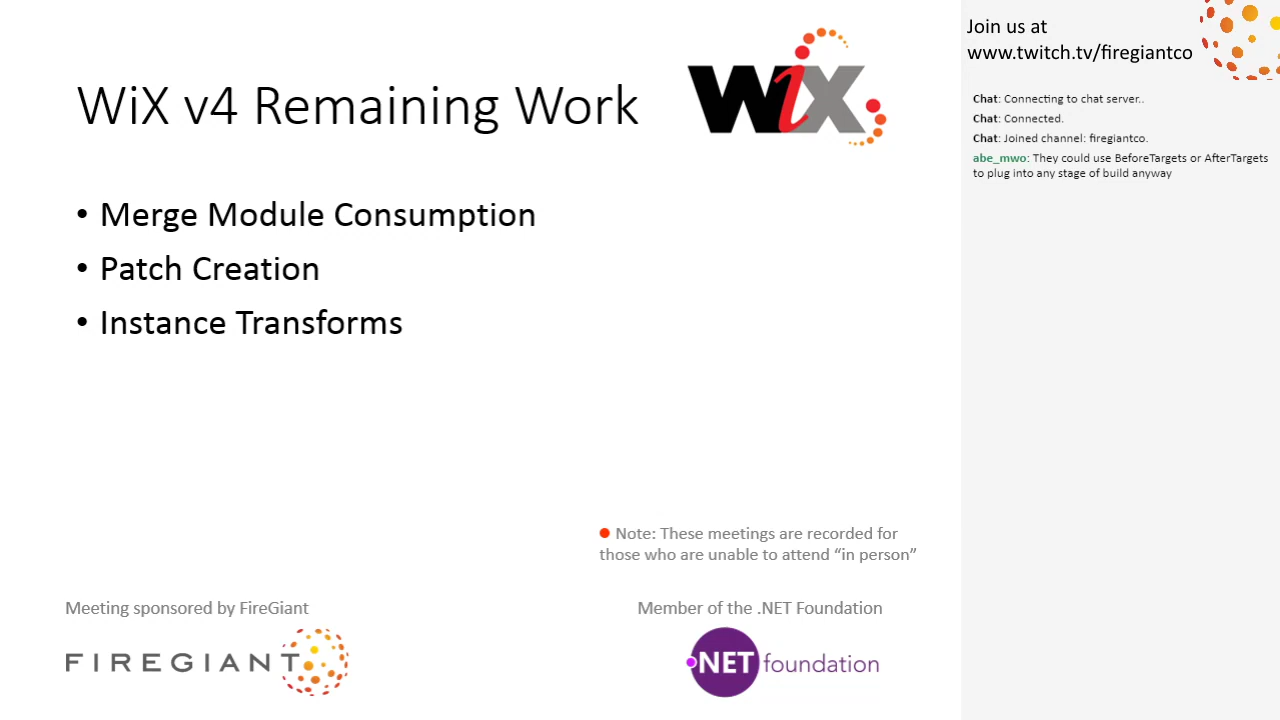 WiX v4 Remaining Work
WiX
• Merge Module Consumption
• Patch Creation
• Instance Transforms
Note: These meetings are recorded for
those who are unable to attend “in person”
Meeting sponsored by FireGiant
FIREGIANT
Member of the .NET Foundation
.NET foundation
Join us at
www.twitch.tv/firegiantco
Chat: Connecting to chat server..
Chat: Connected.
Chat: Joined channel: firegiantco.
abe_mwo: They could use BeforeTargets or AfterTargets
to plug into any stage of build anyway